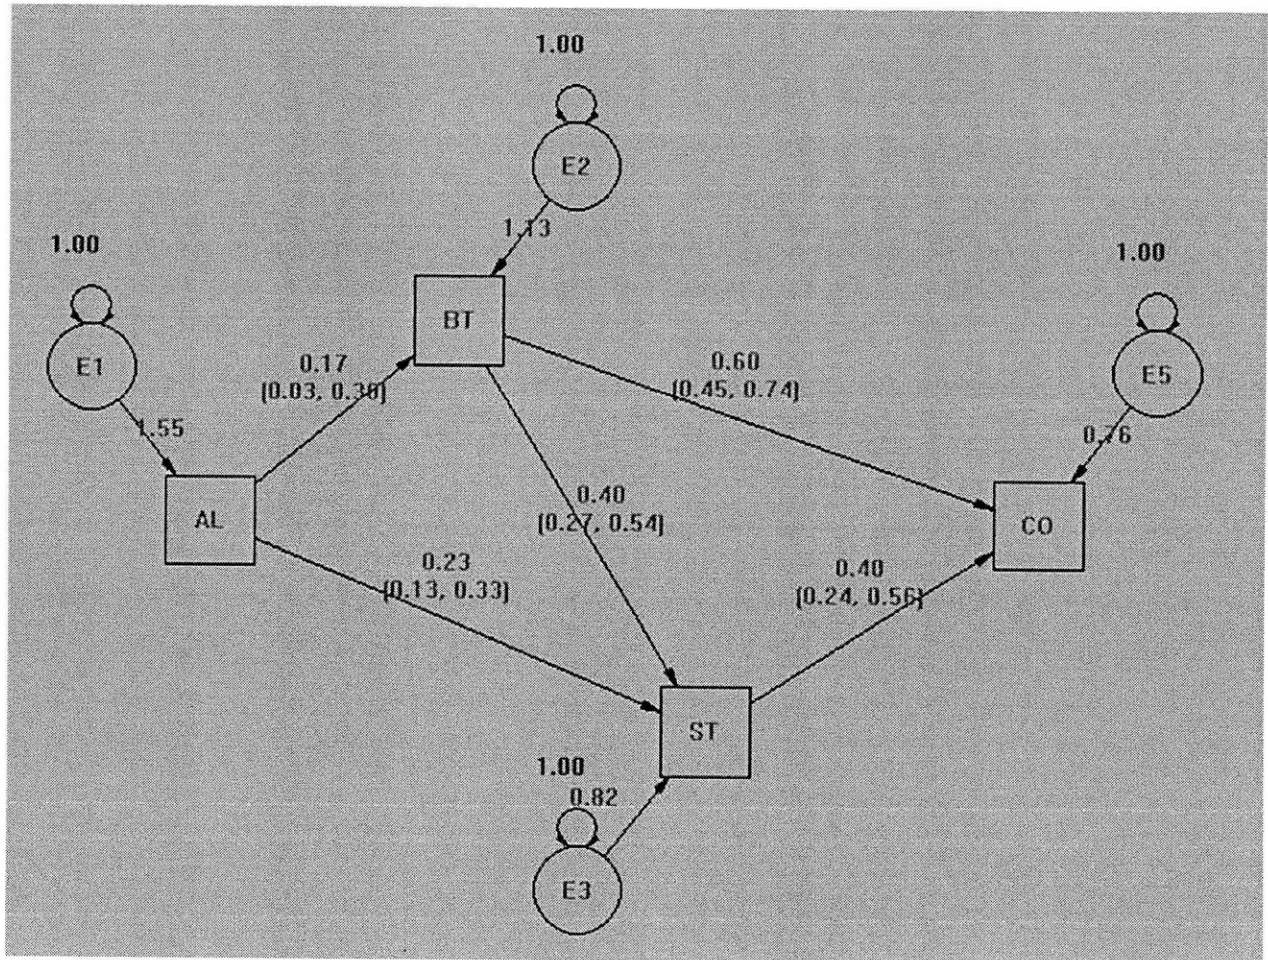 1.00
E2
1.13
1.00
E1
1.55
1.00
E5
0.76
BT
0.17
(0.03, 0.30)
0.60
(0.45, 0.74)
AL
0.40
(0.27, 0.54)
CO
0.23
(0.13, 0.33)
0.40
(0.24, 0.56)
ST
1.00
0.82
E3